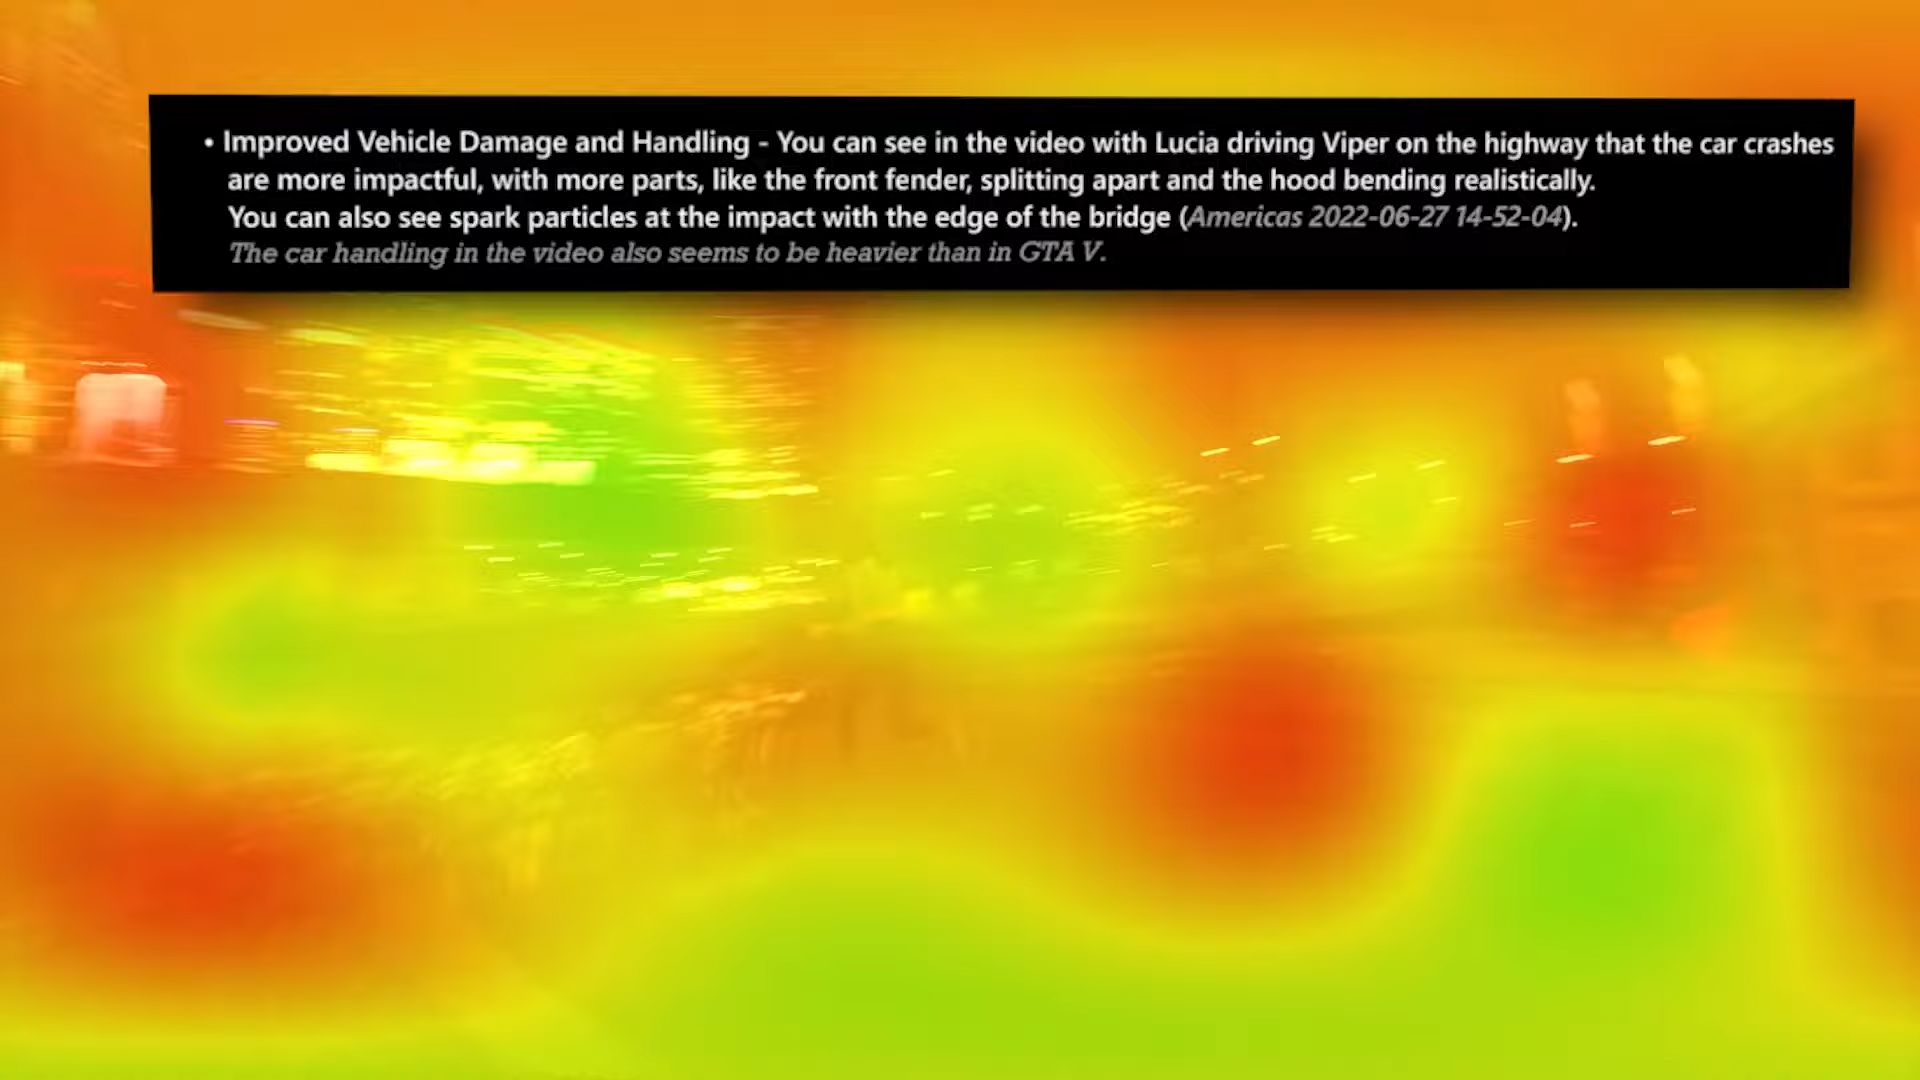 • Improved Vehicle Damage and Handling - You can see in the video with Lucia driving Viper on the highway that the car crashes
are more impactful, with more parts, like the front fender, splitting apart and the hood bending realistically.
You can also see spark particles at the impact with the edge of the bridge (Americas 2022-06-27 14-52-04).
The car handling in the video also seems to be heavier than in GTA V.